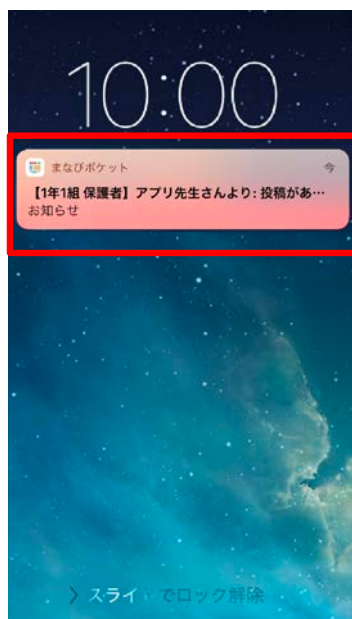 10:00
まなびポケット 今
【1年1組 保護者】アプリ先生さんより: 投稿があ…
お知らせ
> スライ でロック解除